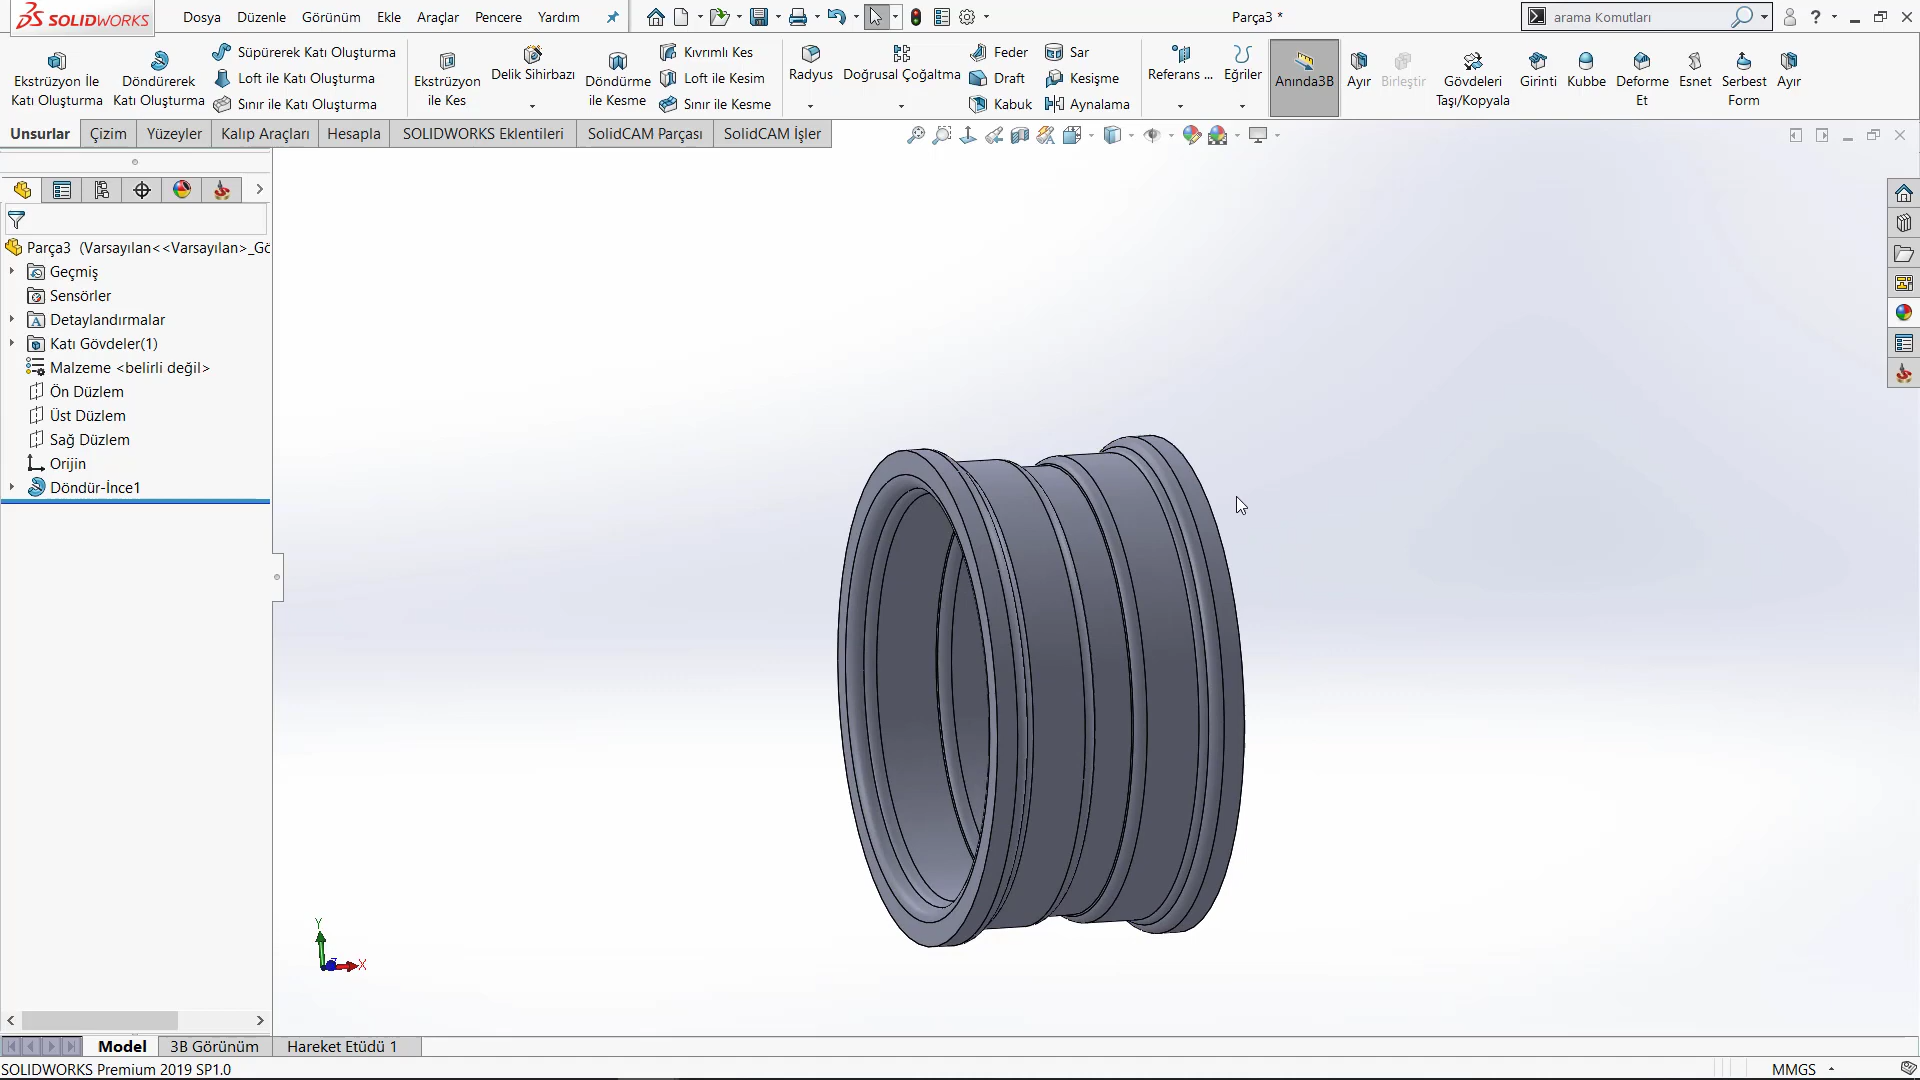 SOLIDWORKS
Dosya Düzenle Görünüm Ekle Araçlar Pencere Yardım
Parça3 *
arama Komutları
Ekstrüzyon İle Katı Oluşturma
Döndürerek Katı Oluşturma
Süpürerek Katı Oluşturma
Loft ile Katı Oluşturma
Sınır ile Katı Oluşturma
Ekstrüzyon ile Kes
Delik Sihirbazı
Döndürme ile Kesme
Kıvrımlı Kes
Loft ile Kesim
Sınır ile Kesme
Radyus
Doğrusal Çoğaltma
Feder
Draft
Kabuk
Sar
Kesişme
Aynalama
Referans ...
Eğriler
Anında3B
Ayır
Birleştir
Gövdeleri Taşı/Kopyala
Girinti
Kubbe
Deforme Et
Esnet
Serbest Form
Ayır
Unsurlar Çizim Yüzeyler Kalıp Araçları Hesapla SOLIDWORKS Eklentileri SolidCAM Parçası SolidCAM İşler
Parça3 (Varsayılan<<Varsayılan>_Gö
Geçmiş
Sensörler
Detaylandırmalar
Katı Gövdeler(1)
Malzeme <belirli değil>
Ön Düzlem
Üst Düzlem
Sağ Düzlem
Orijin
Döndür-İnce1
Y
Z
X
Model 3B Görünüm Hareket Etüdü 1
SOLIDWORKS Premium 2019 SP1.0
MMGS